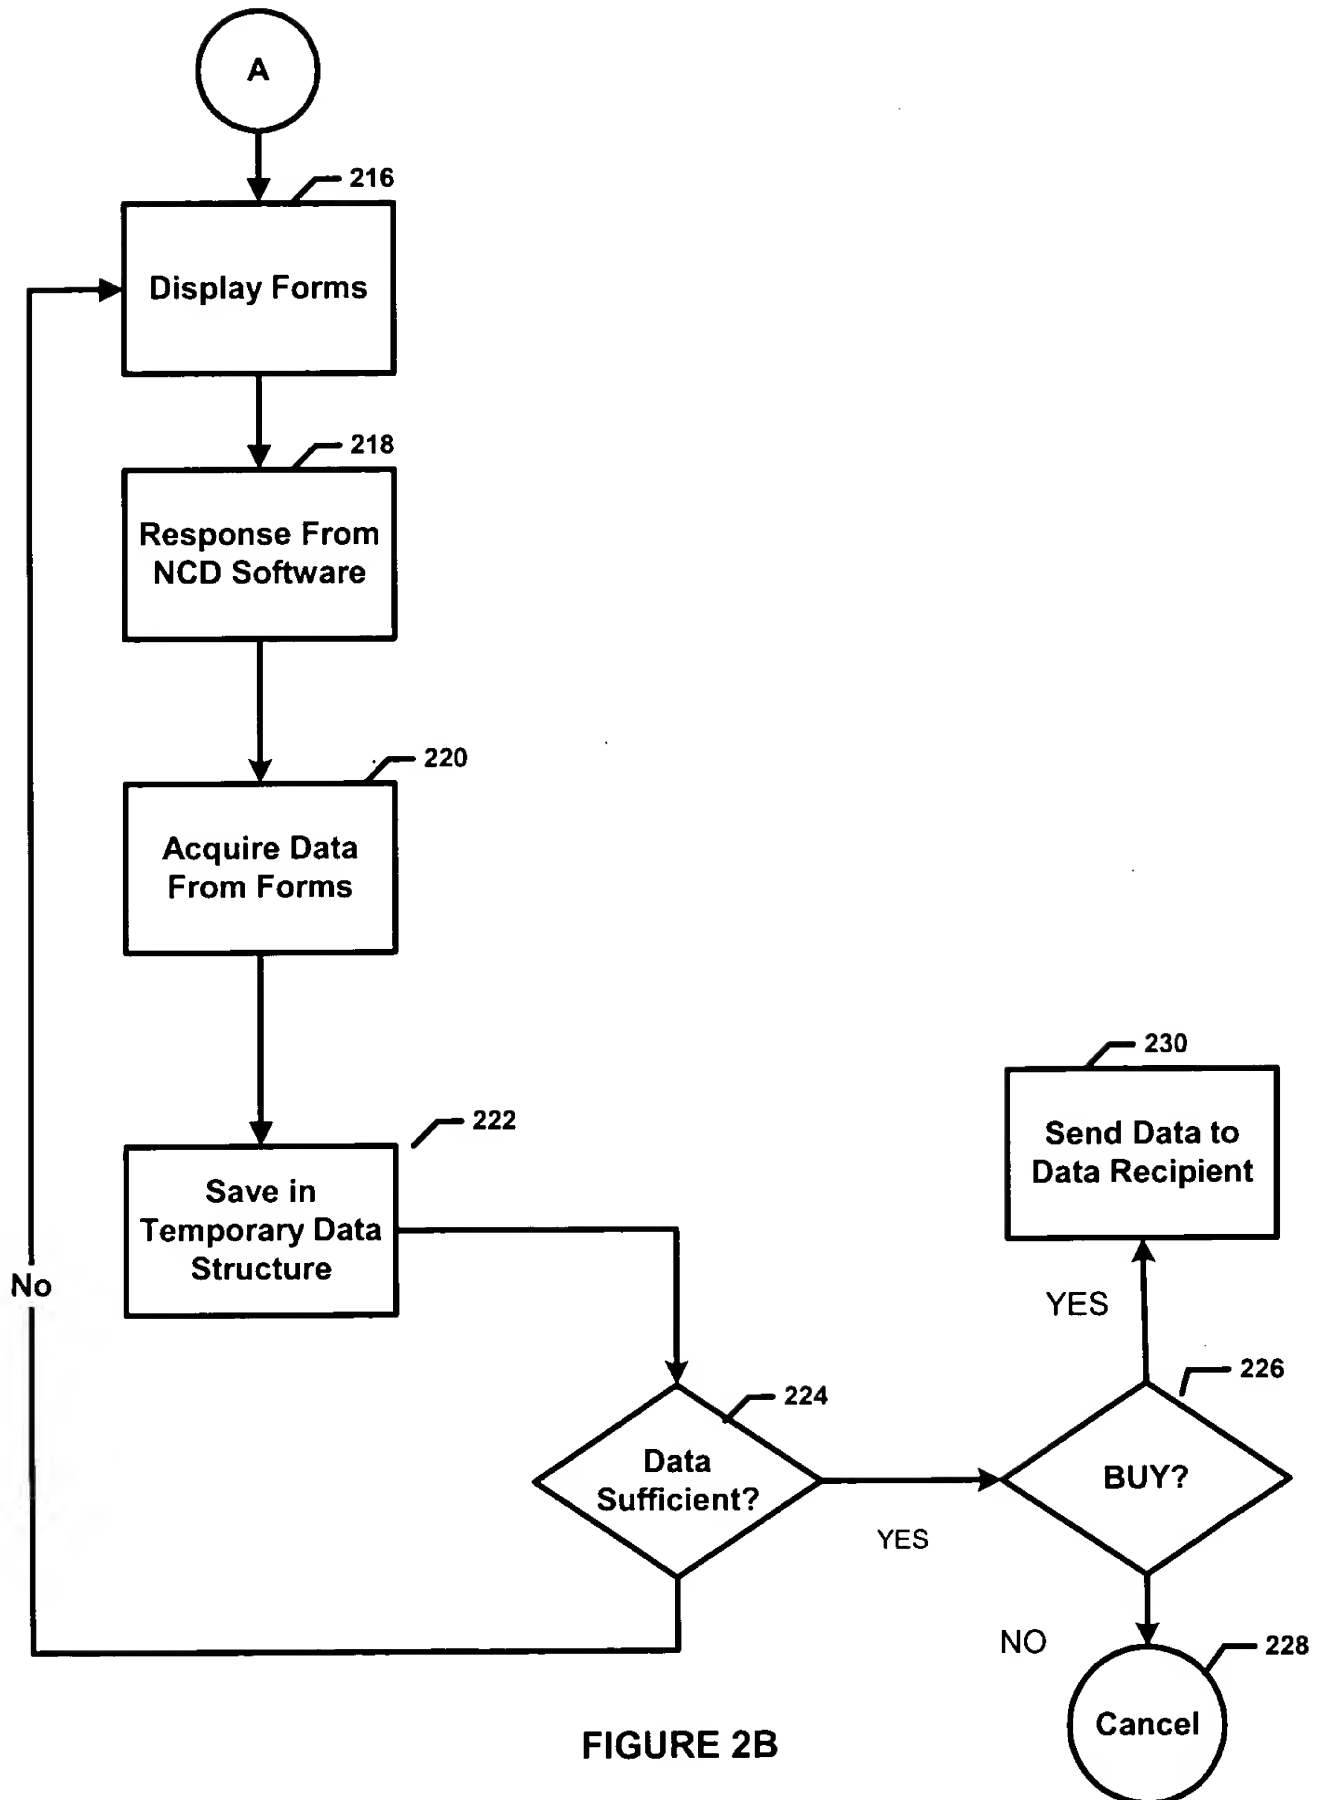 A
216
Display Forms
218
Response From
NCD Software
220
Acquire Data
From Forms
222
Save in
Temporary Data
Structure
No
224
Data
Sufficient?
YES
230
Send Data to
Data Recipient
YES
226
BUY?
NO
228
Cancel
FIGURE 2B